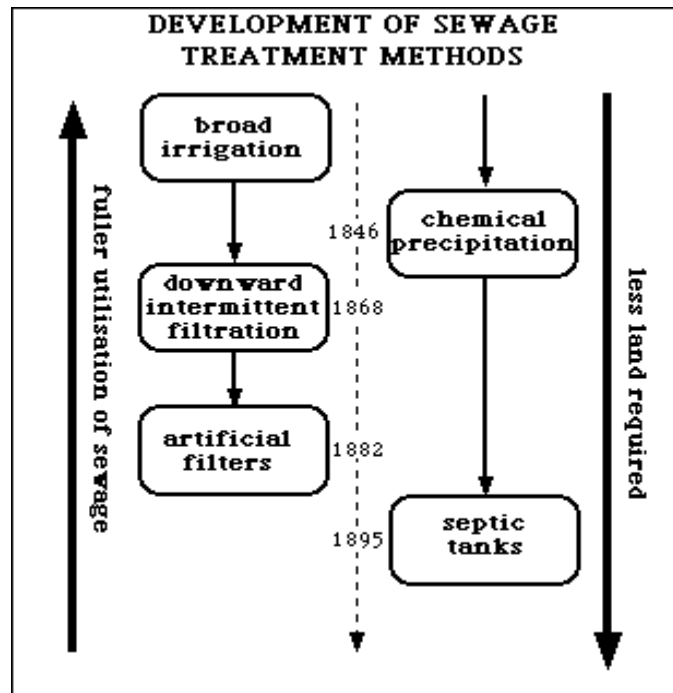 DEVELOPMENT OF SEWAGE
TREATMENT METHODS
broad
irrigation
fuller utilisation of sewage
1846
chemical
precipitation
downward
intermittent
filtration
1868
less land required
artificial
filters
1882
1895
septic
tanks